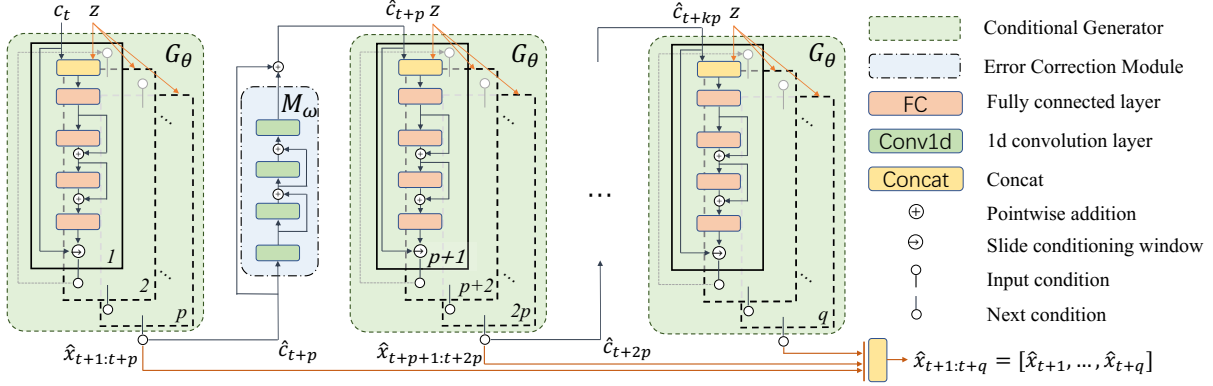 c_t z
G_θ
1
2
p
x̂_{t+1:t+p}
ĉ_{t+p}
M_ω
ĉ_{t+p} z
G_θ
p+1
p+2
2p
x̂_{t+p+1:t+2p}
ĉ_{t+2p}
...
ĉ_{t+kp} z
G_θ
q
Conditional Generator
Error Correction Module
FC Fully connected layer
Conv1d 1d convolution layer
Concat Concat
Pointwise addition
Slide conditioning window
Input condition
Next condition
x̂_{t+1:t+q} = [x̂_{t+1}, ..., x̂_{t+q}]